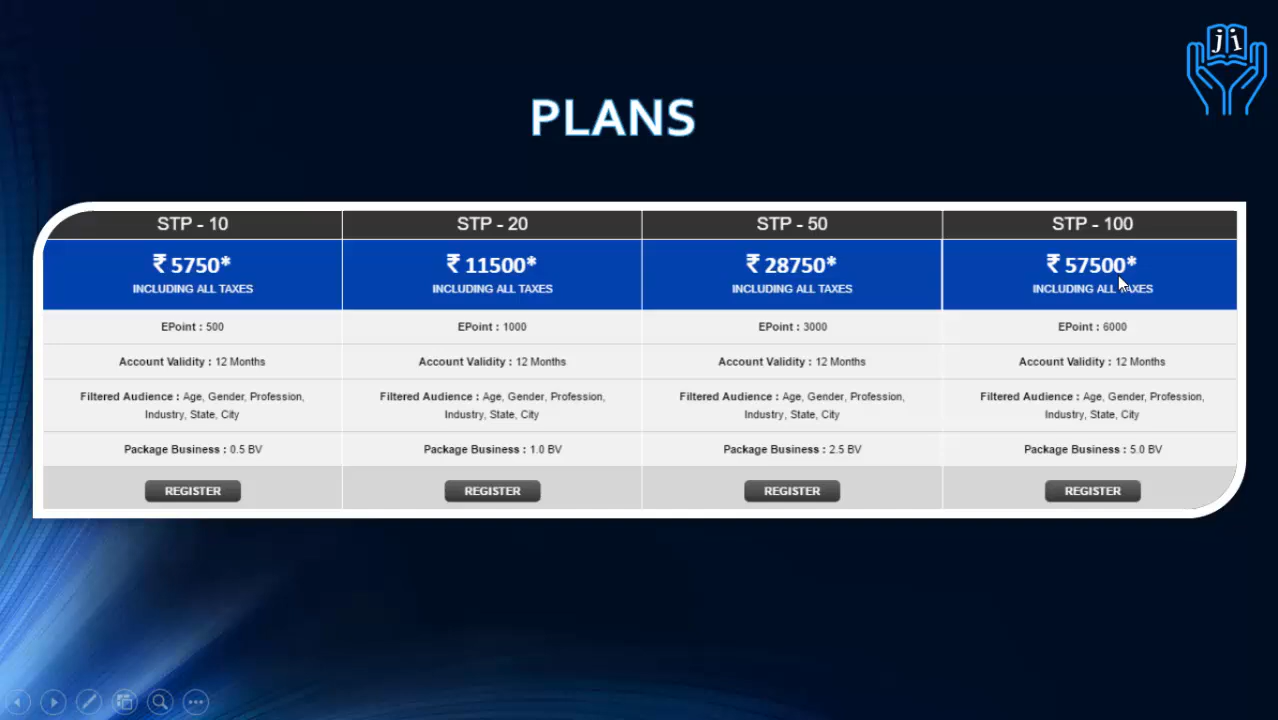 ji
PLANS
STP - 10
₹ 5750*
INCLUDING ALL TAXES
EPoint : 500
Account Validity : 12 Months
Filtered Audience : Age, Gender, Profession,
Industry, State, City
Package Business : 0.5 BV
REGISTER
STP - 20
₹ 11500*
INCLUDING ALL TAXES
EPoint : 1000
Account Validity : 12 Months
Filtered Audience : Age, Gender, Profession,
Industry, State, City
Package Business : 1.0 BV
REGISTER
STP - 50
₹ 28750*
INCLUDING ALL TAXES
EPoint : 3000
Account Validity : 12 Months
Filtered Audience : Age, Gender, Profession,
Industry, State, City
Package Business : 2.5 BV
REGISTER
STP - 100
₹ 57500*
INCLUDING ALL TAXES
EPoint : 6000
Account Validity : 12 Months
Filtered Audience : Age, Gender, Profession,
Industry, State, City
Package Business : 5.0 BV
REGISTER